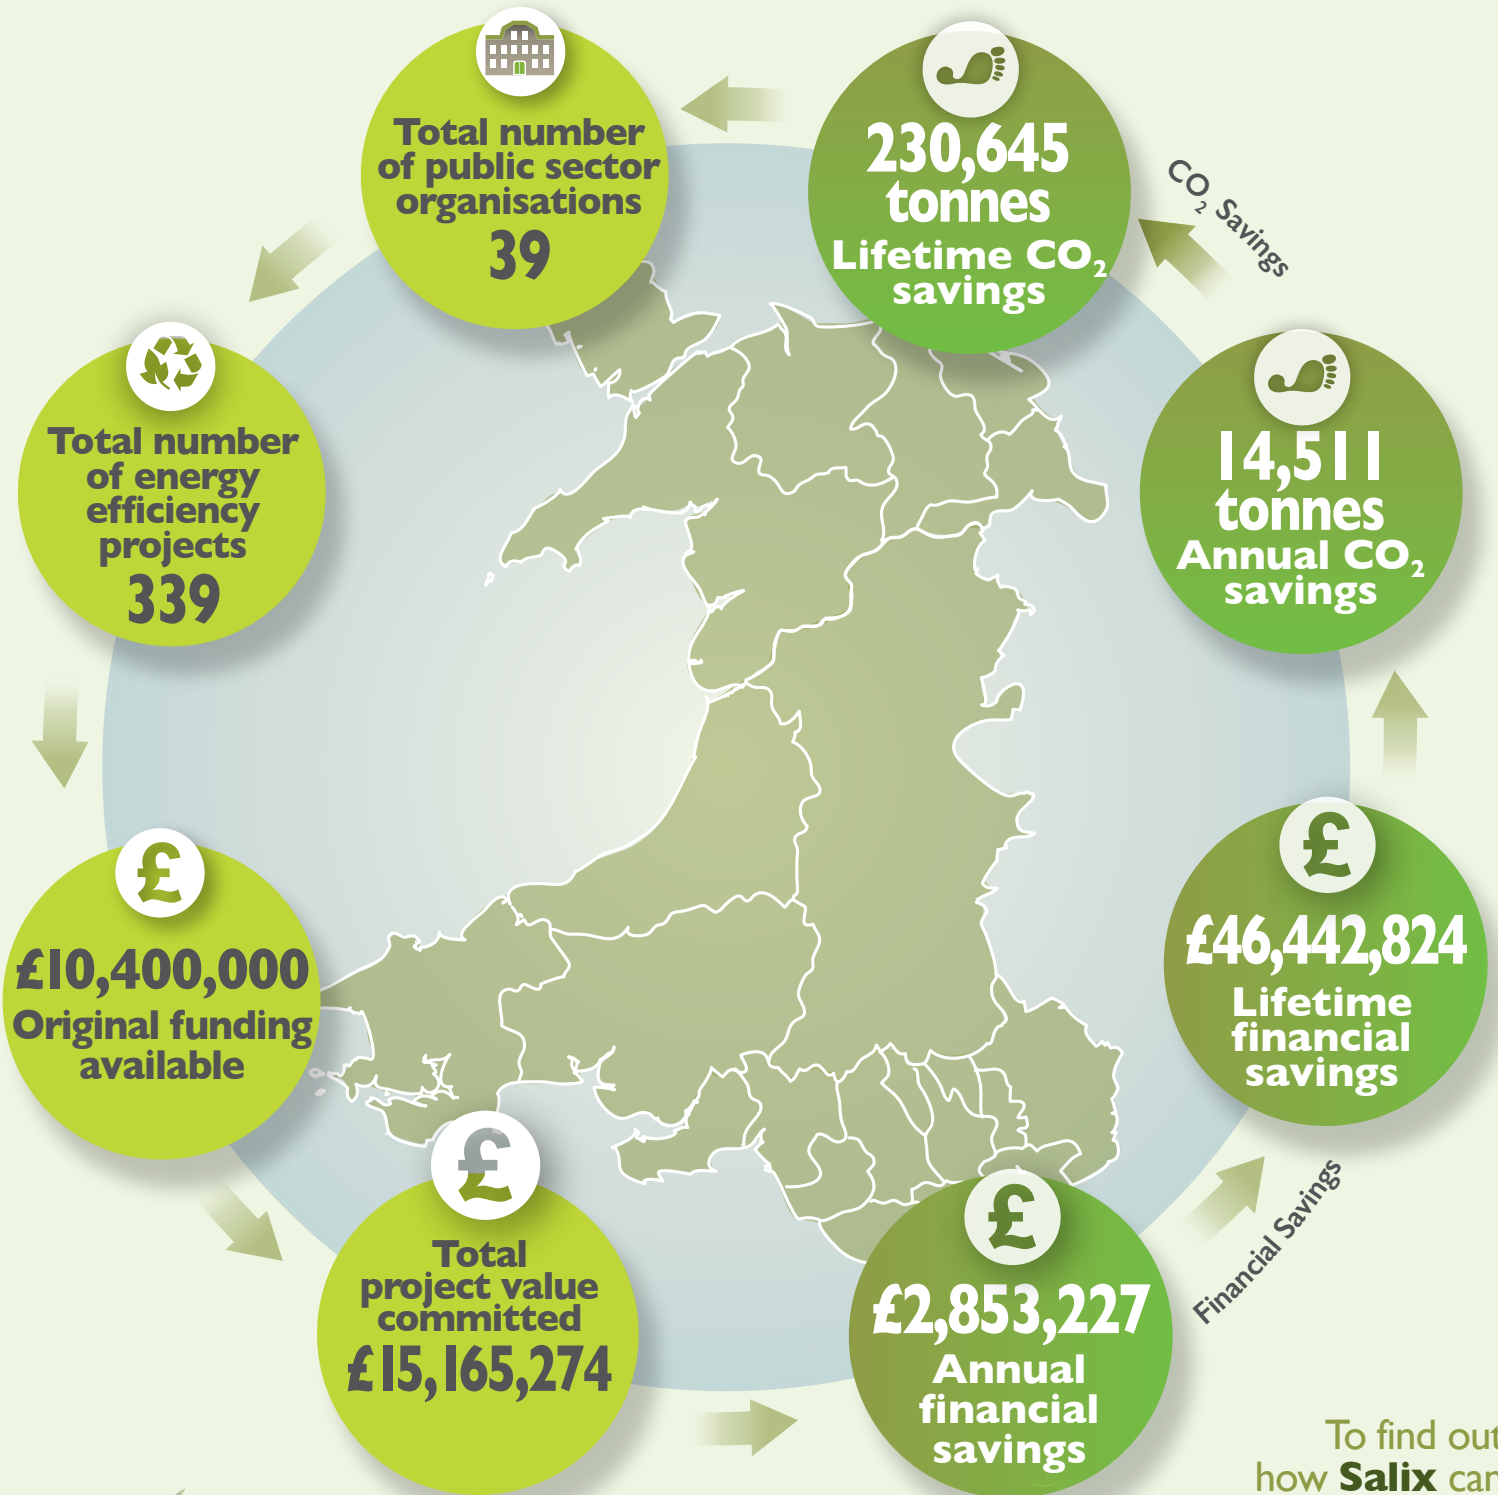 Total number
of public sector
organisations
39
230,645
tonnes
Lifetime CO₂
savings
CO₂ Savings
Total number
of energy
efficiency
projects
339
14,511
tonnes
Annual CO₂
savings
£10,400,000
Original funding
available
£46,442,824
Lifetime
financial
savings
Total
project value
committed
£15,165,274
£2,853,227
Annual
financial
savings
Financial Savings
To find out
how Salix can